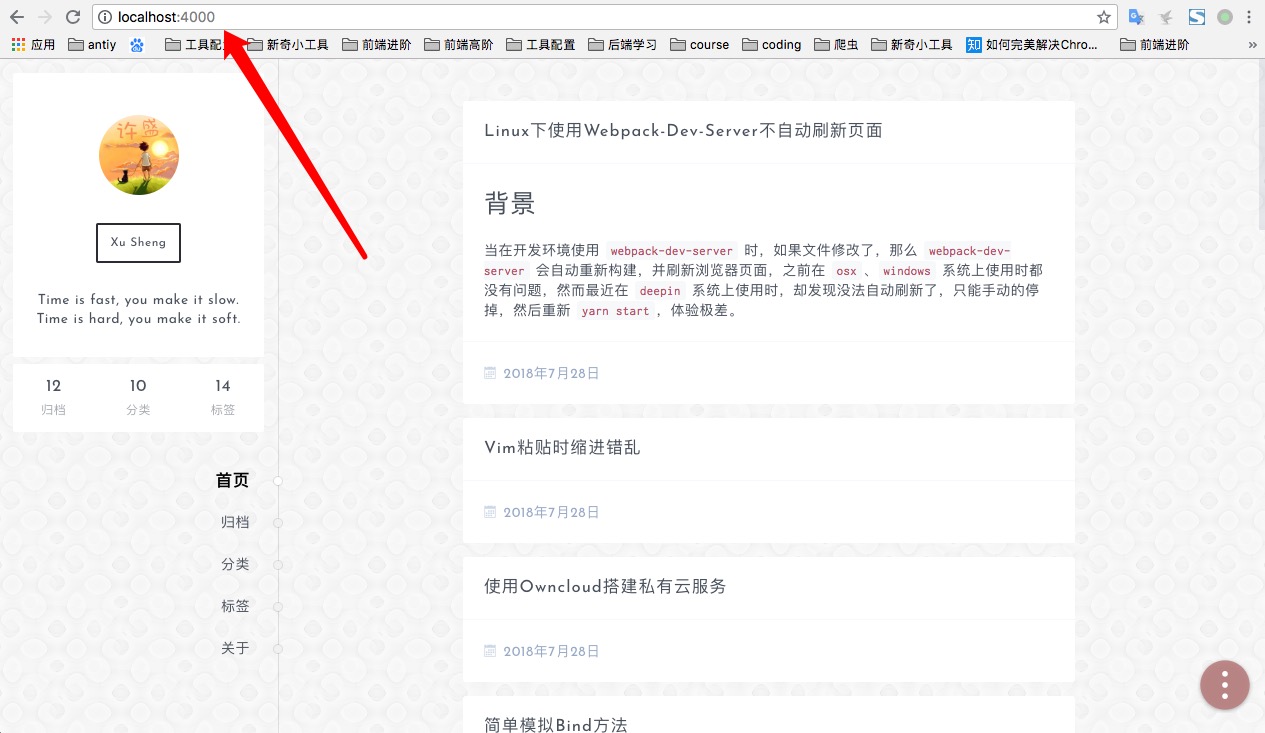 localhost:4000
应用 antiy 工具配 新奇小工具 前端进阶 前端高阶 工具配置 后端学习 course coding 爬虫 新奇小工具 知 如何完美解决Chro... 前端进阶 »
许盛
Xu Sheng
Time is fast, you make it slow.
Time is hard, you make it soft.
12 10 14
归档 分类 标签
首页
归档
分类
标签
关于
Linux下使用Webpack-Dev-Server不自动刷新页面
背景
当在开发环境使用 webpack-dev-server 时，如果文件修改了，那么 webpack-dev-
server 会自动重新构建，并刷新浏览器页面，之前在 osx 、 windows 系统上使用时都
没有问题，然而最近在 deepin 系统上使用时，却发现没法自动刷新了，只能手动的停
掉，然后重新 yarn start ，体验极差。
2018年7月28日
Vim粘贴时缩进错乱
2018年7月28日
使用Owncloud搭建私有云服务
2018年7月28日
简单模拟Bind方法